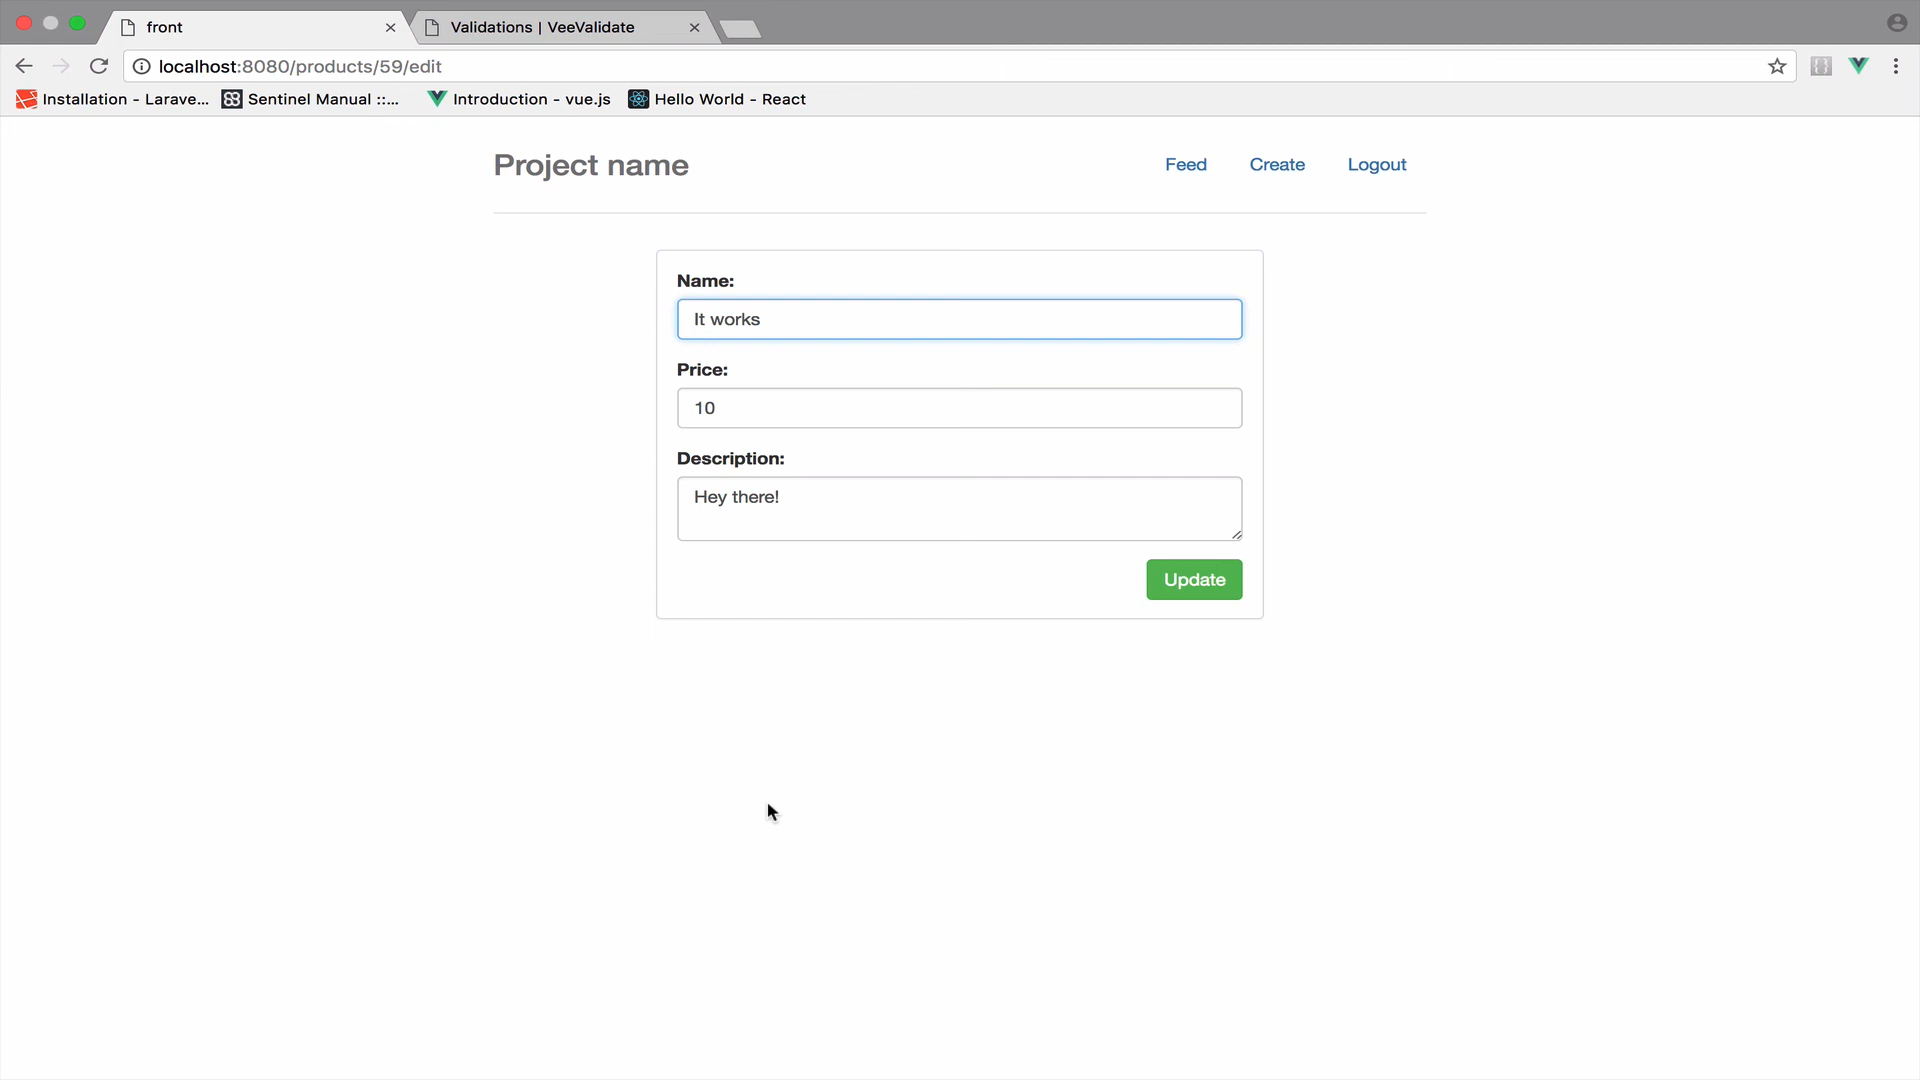 front
Validations | VeeValidate
localhost:8080/products/59/edit
Installation - Larave...
Sentinel Manual ::...
Introduction - vue.js
Hello World - React
Project name
Feed
Create
Logout
Name:
It works
Price:
10
Description:
Hey there!
Update